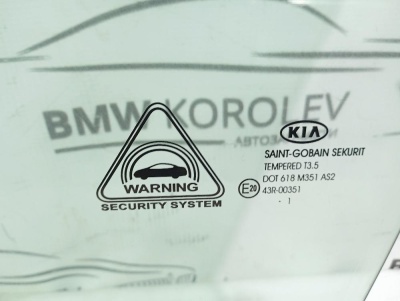 BMW KOROLEV
KIA
SAINT-GOBAIN SEKURIT
TEMPERED T3.5
DOT 618 M351 AS2
E20 43R-00351
- 1
WARNING
SECURITY SYSTEM